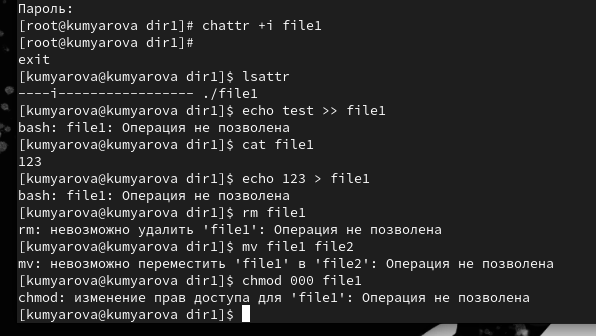 Пароль:
[root@kumyarova dir1]# chattr +i file1
[root@kumyarova dir1]#
exit
[kumyarova@kumyarova dir1]$ lsattr
----i----------------- ./file1
[kumyarova@kumyarova dir1]$ echo test >> file1
bash: file1: Операция не позволена
[kumyarova@kumyarova dir1]$ cat file1
123
[kumyarova@kumyarova dir1]$ echo 123 > file1
bash: file1: Операция не позволена
[kumyarova@kumyarova dir1]$ rm file1
rm: невозможно удалить 'file1': Операция не позволена
[kumyarova@kumyarova dir1]$ mv file1 file2
mv: невозможно переместить 'file1' в 'file2': Операция не позволена
[kumyarova@kumyarova dir1]$ chmod 000 file1
chmod: изменение прав доступа для 'file1': Операция не позволена
[kumyarova@kumyarova dir1]$